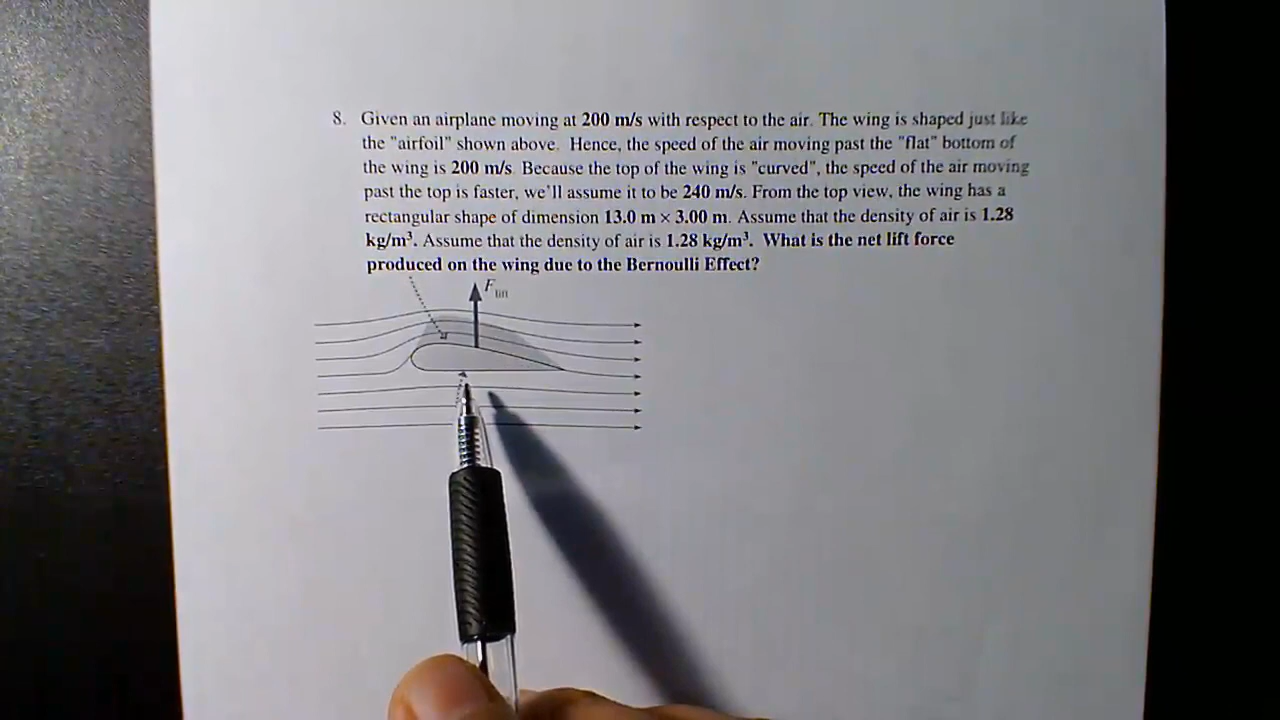 8. Given an airplane moving at 200 m/s with respect to the air. The wing is shaped just like
the "airfoil" shown above. Hence, the speed of the air moving past the "flat" bottom of
the wing is 200 m/s. Because the top of the wing is "curved", the speed of the air moving
past the top is faster, we'll assume it to be 240 m/s. From the top view, the wing has a
rectangular shape of dimension 13.0 m × 3.00 m. Assume that the density of air is 1.28
kg/m³. Assume that the density of air is 1.28 kg/m³. What is the net lift force
produced on the wing due to the Bernoulli Effect?
F